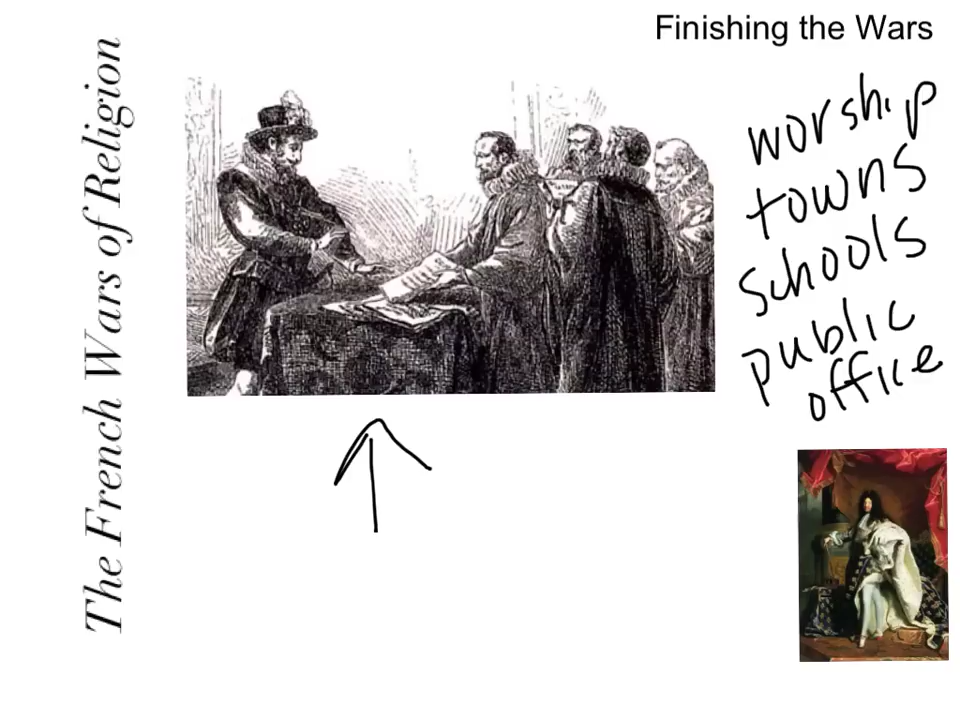 Finishing the Wars
The French Wars of Religion
worship
towns
schools
public
office